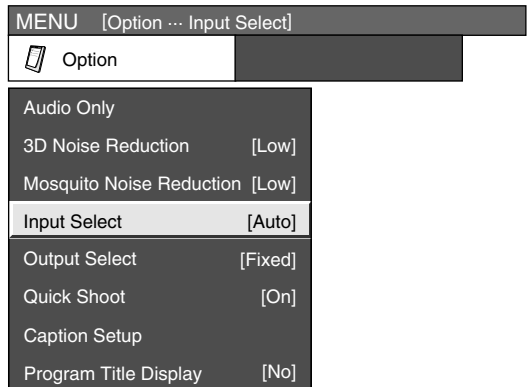 MENU [Option ··· Input Select]
Option
Audio Only
3D Noise Reduction [Low]
Mosquito Noise Reduction [Low]
Input Select [Auto]
Output Select [Fixed]
Quick Shoot [On]
Caption Setup
Program Title Display [No]